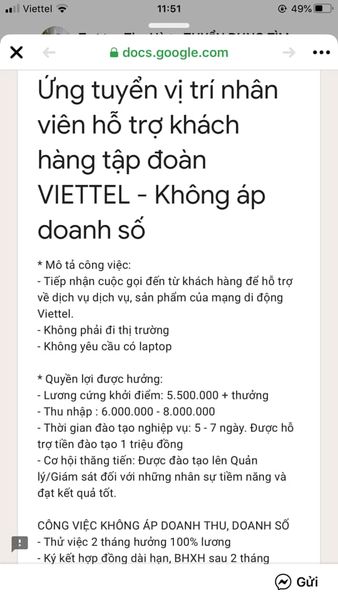 Viettel
11:51
49%
docs.google.com
Ứng tuyển vị trí nhân
viên hỗ trợ khách
hàng tập đoàn
VIETTEL - Không áp
doanh số
* Mô tả công việc:
- Tiếp nhận cuộc gọi đến từ khách hàng để hỗ trợ
về dịch vụ dịch vụ, sản phẩm của mạng di động
Viettel.
- Không phải đi thị trường
- Không yêu cầu có laptop
* Quyền lợi được hưởng:
- Lương cứng khởi điểm: 5.500.000 + thưởng
- Thu nhập : 6.000.000 - 8.000.000
- Thời gian đào tạo nghiệp vụ: 5 - 7 ngày. Được hỗ
trợ tiền đào tạo 1 triệu đồng
- Cơ hội thăng tiến: Được đào tạo lên Quản
lý/Giám sát đối với những nhân sự tiềm năng và
đạt kết quả tốt.
CÔNG VIỆC KHÔNG ÁP DOANH THU, DOANH SỐ
- Thử việc 2 tháng hưởng 100% lương
- Ký kết hợp đồng dài hạn, BHXH sau 2 tháng
Gửi